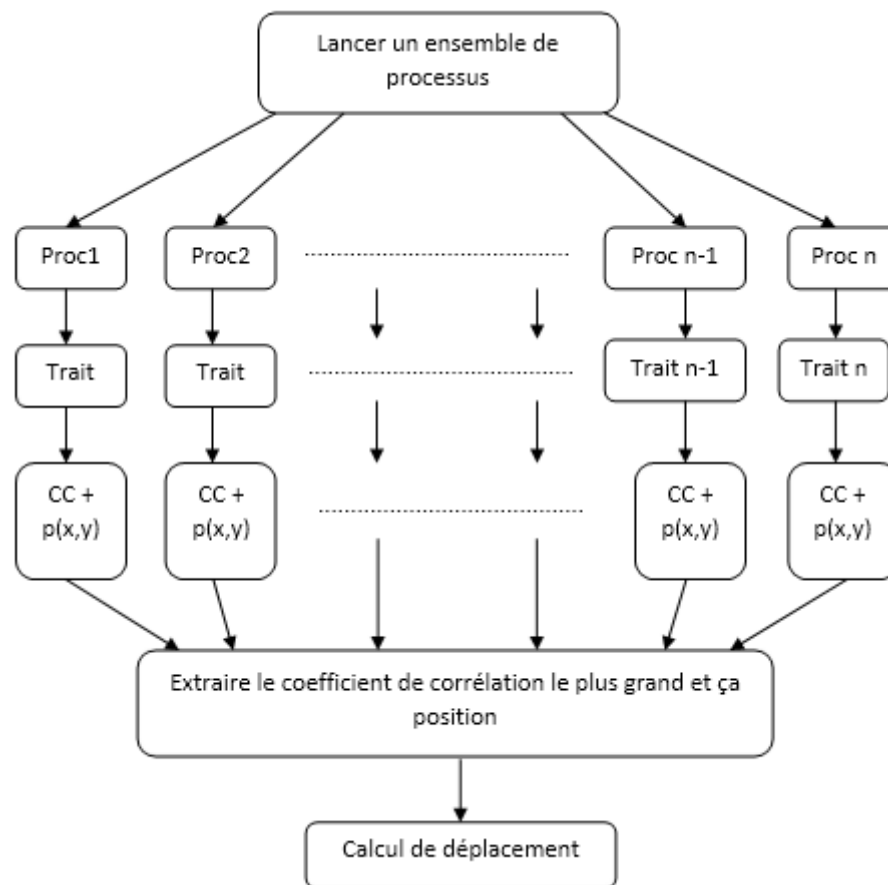 Lancer un ensemble de
processus
Proc1
Proc2
Proc n-1
Proc n
Trait
Trait
Trait n-1
Trait n
CC +
p(x,y)
CC +
p(x,y)
CC +
p(x,y)
CC +
p(x,y)
Extraire le coefficient de corrélation le plus grand et ça
position
Calcul de déplacement